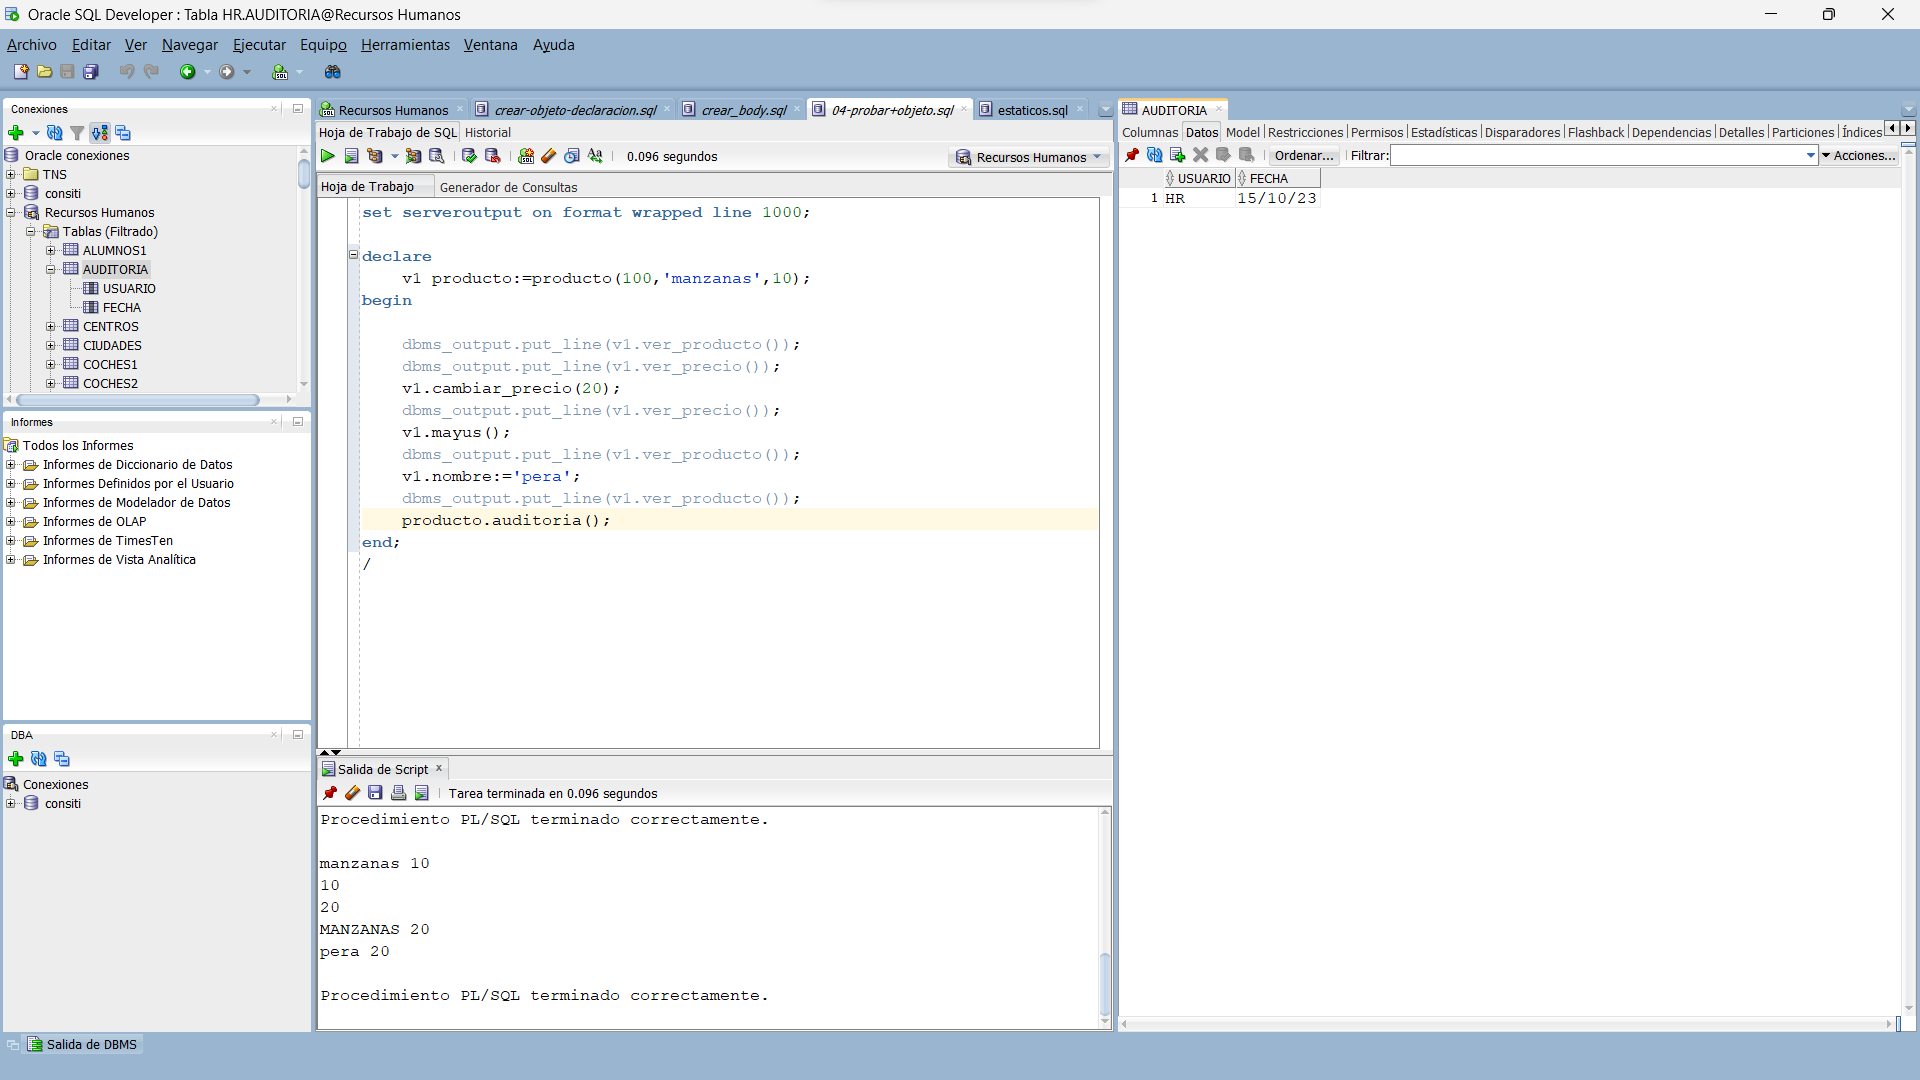 Oracle SQL Developer : Tabla HR.AUDITORIA@Recursos Humanos
Archivo Editar Ver Navegar Ejecutar Equipo Herramientas Ventana Ayuda
Conexiones
Oracle conexiones
TNS
consiti
Recursos Humanos
Tablas (Filtrado)
ALUMNOS1
AUDITORIA
USUARIO
FECHA
CENTROS
CIUDADES
COCHES1
COCHES2
Informes
Todos los Informes
Informes de Diccionario de Datos
Informes Definidos por el Usuario
Informes de Modelador de Datos
Informes de OLAP
Informes de TimesTen
Informes de Vista Analítica
DBA
Conexiones
consiti
Recursos Humanos crear-objeto-declaracion.sql crear_body.sql 04-probar+objeto.sql estaticos.sql
Hoja de Trabajo de SQL Historial
0.096 segundos Recursos Humanos
Hoja de Trabajo Generador de Consultas
set serveroutput on format wrapped line 1000;
declare
v1 producto:=producto(100,'manzanas',10);
begin
dbms_output.put_line(v1.ver_producto());
dbms_output.put_line(v1.ver_precio());
v1.cambiar_precio(20);
dbms_output.put_line(v1.ver_precio());
v1.mayus();
dbms_output.put_line(v1.ver_producto());
v1.nombre:='pera';
dbms_output.put_line(v1.ver_producto());
producto.auditoria();
end;
/
Salida de Script
Tarea terminada en 0.096 segundos
Procedimiento PL/SQL terminado correctamente.
manzanas 10
10
20
MANZANAS 20
pera 20
Procedimiento PL/SQL terminado correctamente.
AUDITORIA
Columnas Datos Model Restricciones Permisos Estadísticas Disparadores Flashback Dependencias Detalles Particiones Índices
Ordenar... Filtrar: Acciones...
USUARIO FECHA
1 HR 15/10/23
Salida de DBMS